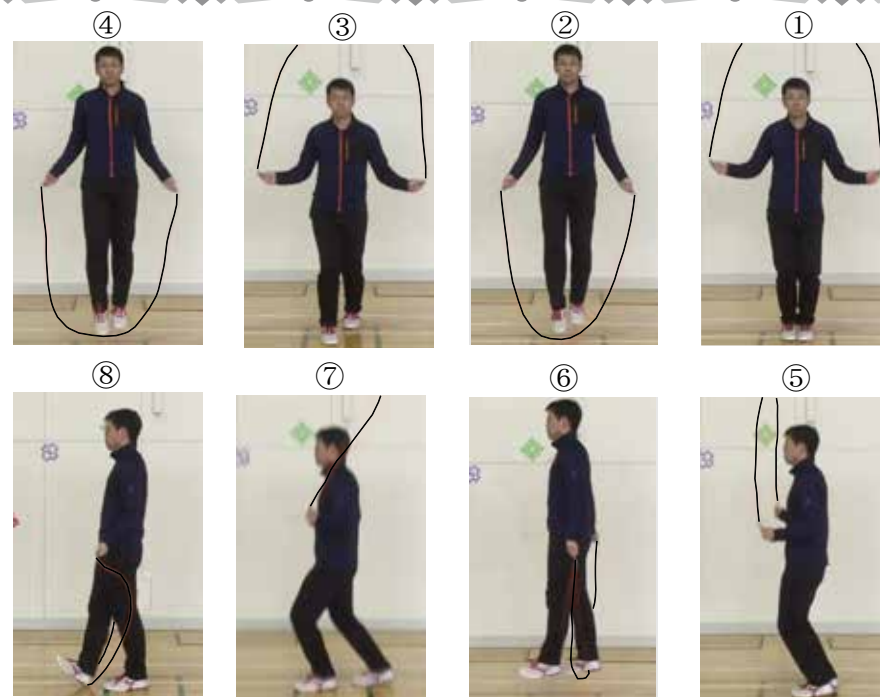 ④ ③ ② ①
⑧ ⑦ ⑥ ⑤